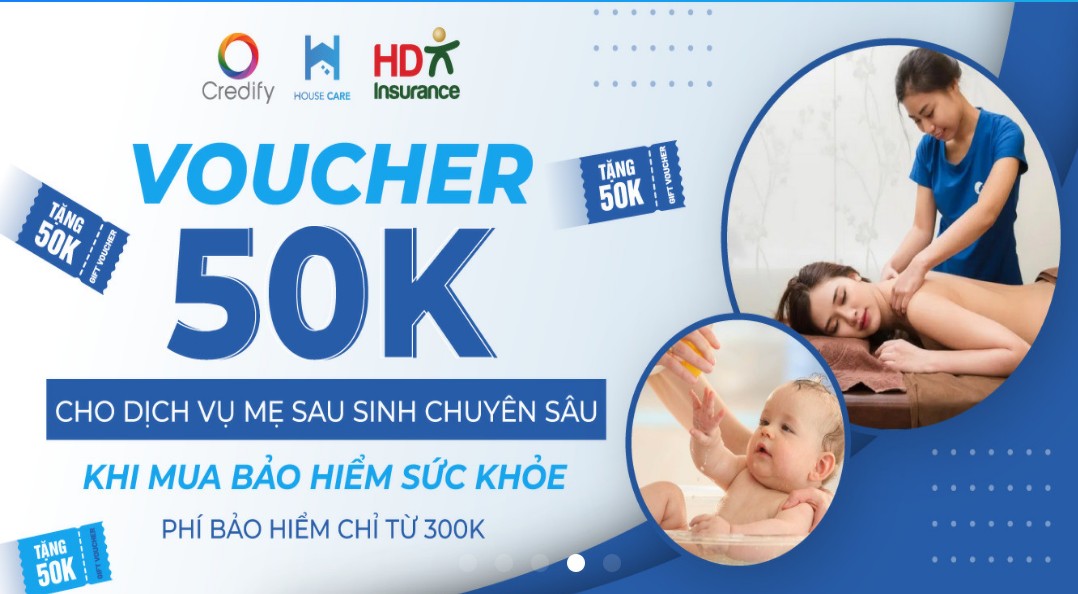 Credify
HOUSE CARE
HD
Insurance
VOUCHER
50K
TẶNG
50K
GIFT VOUCHER
TẶNG
50K
GIFT VOUCHER
CHO DỊCH VỤ MẸ SAU SINH CHUYÊN SÂU
KHI MUA BẢO HIỂM SỨC KHỎE
PHÍ BẢO HIỂM CHỈ TỪ 300K
TẶNG
50K
GIFT VOUCHER